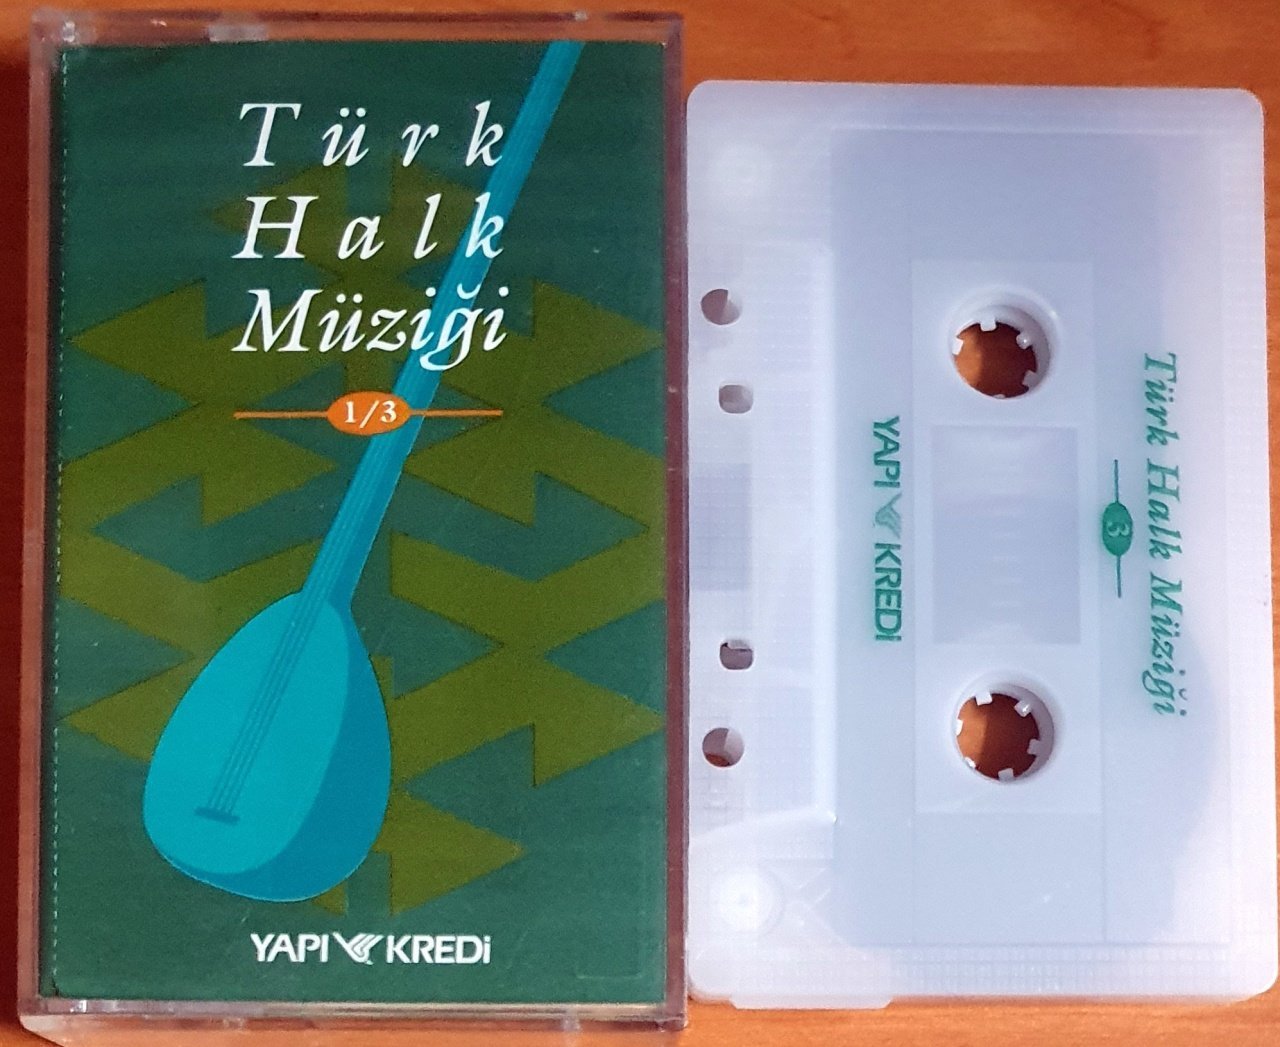 Türk
Halk
Müziği
1/3
YAPI KREDİ
Türk Halk Müziği
3
YAPI KREDİ